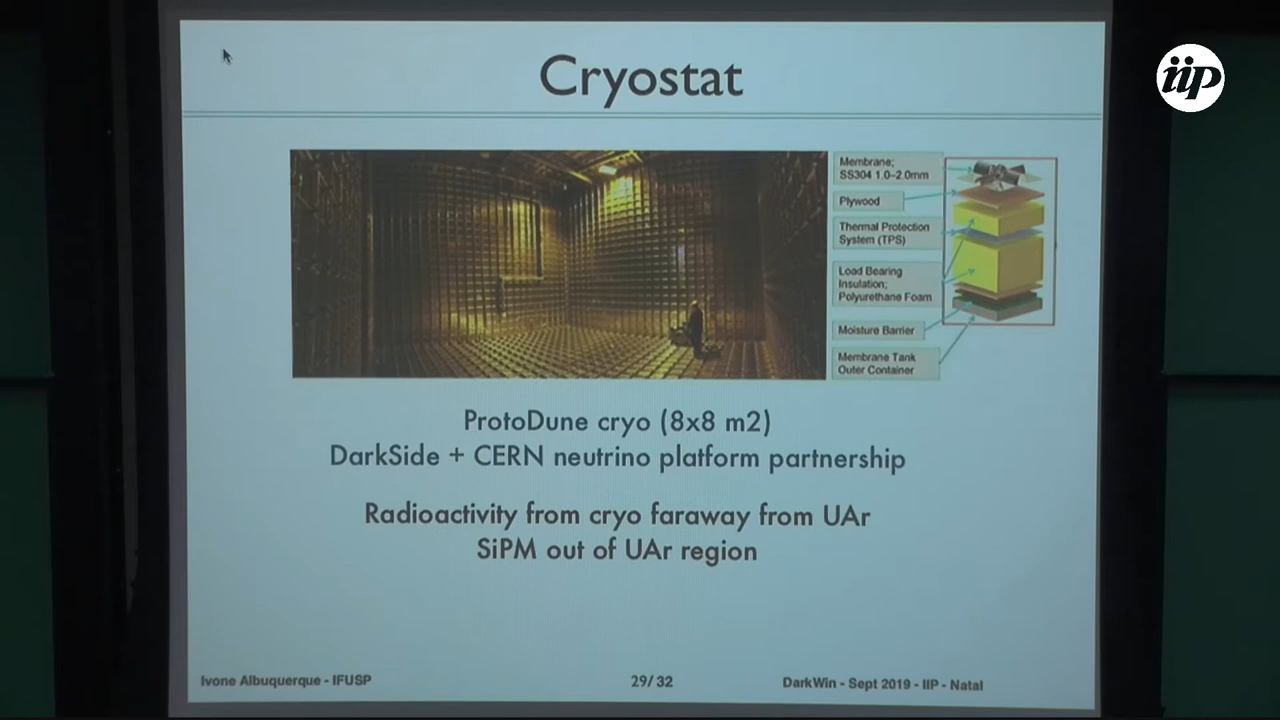 Cryostat
iip
Membrane;
SS304 1.0–2.0mm
Plywood
Thermal Protection
System (TPS)
Load Bearing
Insulation;
Polyurethane Foam
Moisture Barrier
Membrane Tank
Outer Container
ProtoDune cryo (8x8 m2)
DarkSide + CERN neutrino platform partnership
Radioactivity from cryo faraway from UAr
SiPM out of UAr region
Ivone Albuquerque - IFUSP
29/32
DarkWin - Sept 2019 - IIP - Natal